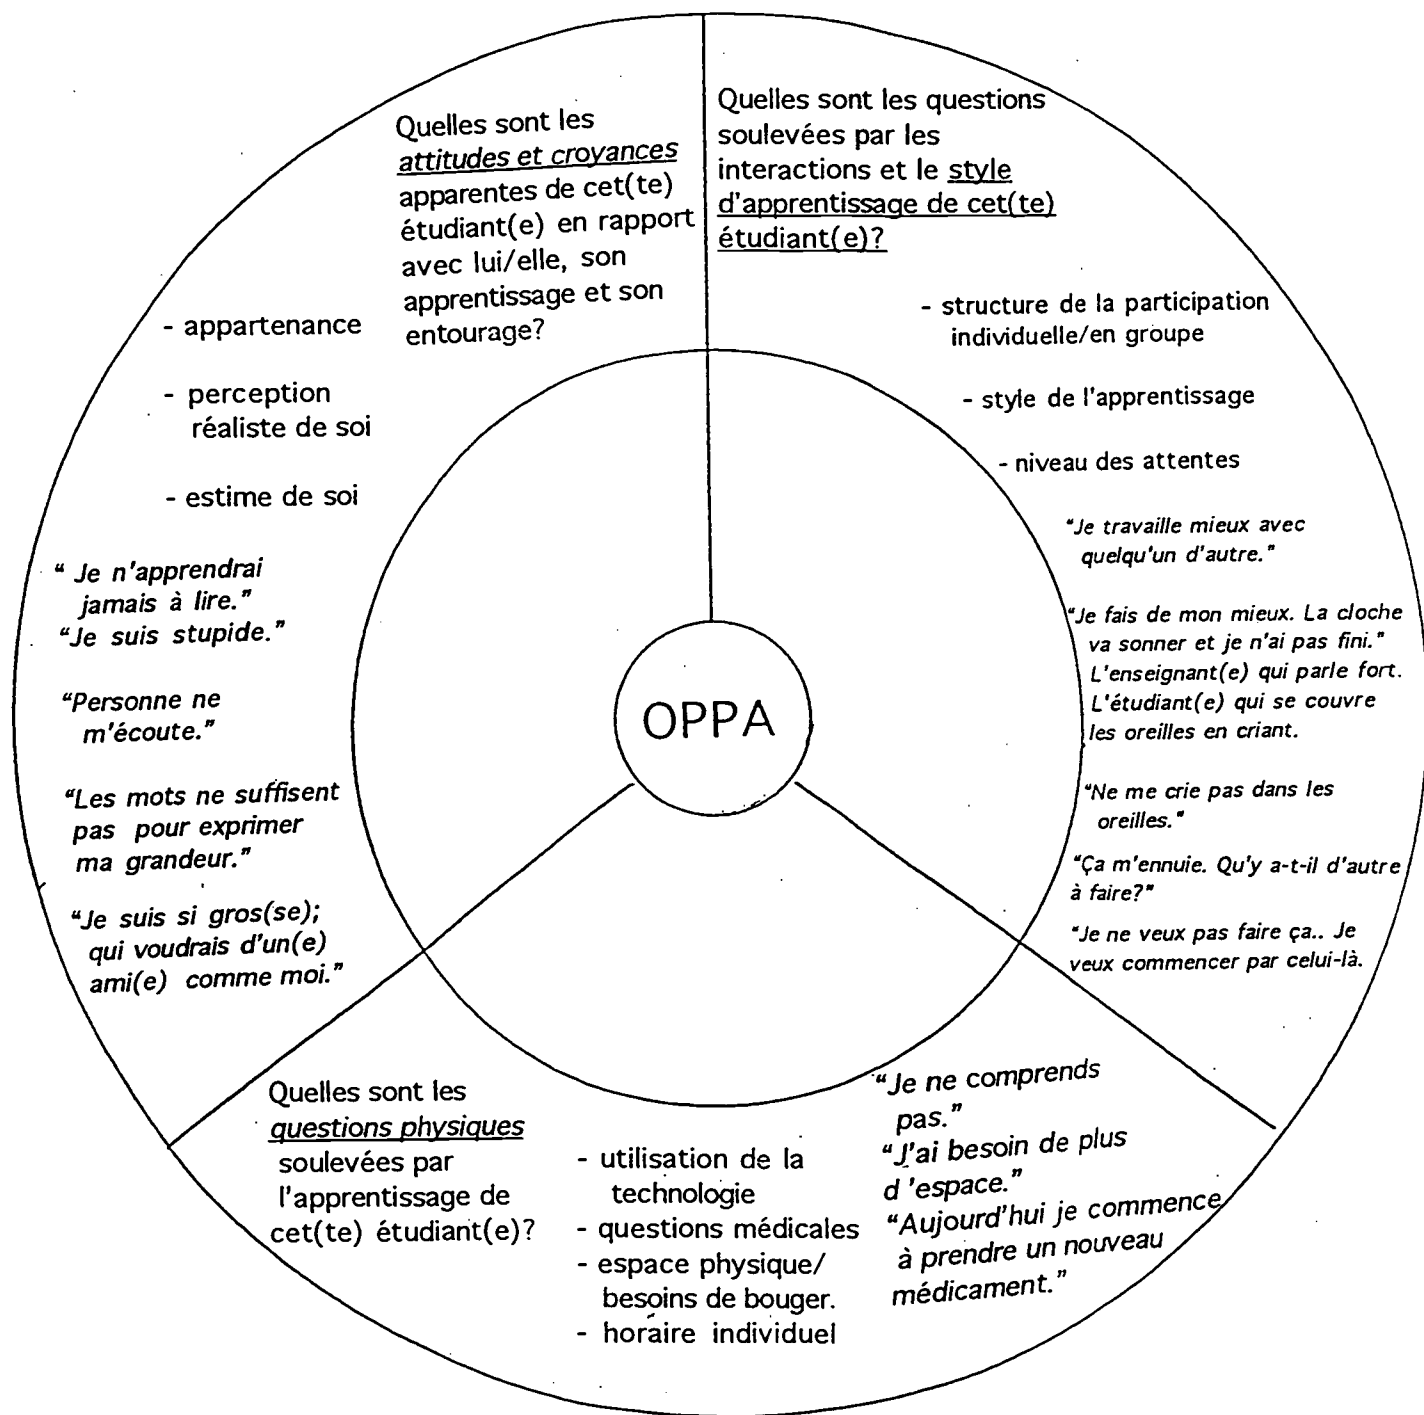 Quelles sont les
attitudes et croyances
apparentes de cet(te)
étudiant(e) en rapport
avec lui/elle, son
apprentissage et son
entourage?
- appartenance
- perception
réaliste de soi
- estime de soi
“ Je n'apprendrai
jamais à lire.”
“Je suis stupide.”
“Personne ne
m'écoute.”
“Les mots ne suffisent
pas pour exprimer
ma grandeur.”
“Je suis si gros(se);
qui voudrais d'un(e)
ami(e) comme moi.”
Quelles sont les questions
soulevées par les
interactions et le style
d'apprentissage de cet(te)
étudiant(e)?
- structure de la participation
individuelle/en groupe
- style de l'apprentissage
- niveau des attentes
“Je travaille mieux avec
quelqu'un d'autre.”
“Je fais de mon mieux. La cloche
va sonner et je n'ai pas fini.”
L'enseignant(e) qui parle fort.
L'étudiant(e) qui se couvre
les oreilles en criant.
“Ne me crie pas dans les
oreilles.”
“Ça m'ennuie. Qu'y a-t-il d'autre
à faire?”
“Je ne veux pas faire ça.. Je
veux commencer par celui-là.
OPPA
Quelles sont les
questions physiques
soulevées par
l'apprentissage de
cet(te) étudiant(e)?
- utilisation de la
technologie
- questions médicales
- espace physique/
besoins de bouger.
- horaire individuel
“Je ne comprends
pas.”
“J'ai besoin de plus
d 'espace.”
“Aujourd'hui je commence
à prendre un nouveau
médicament.”